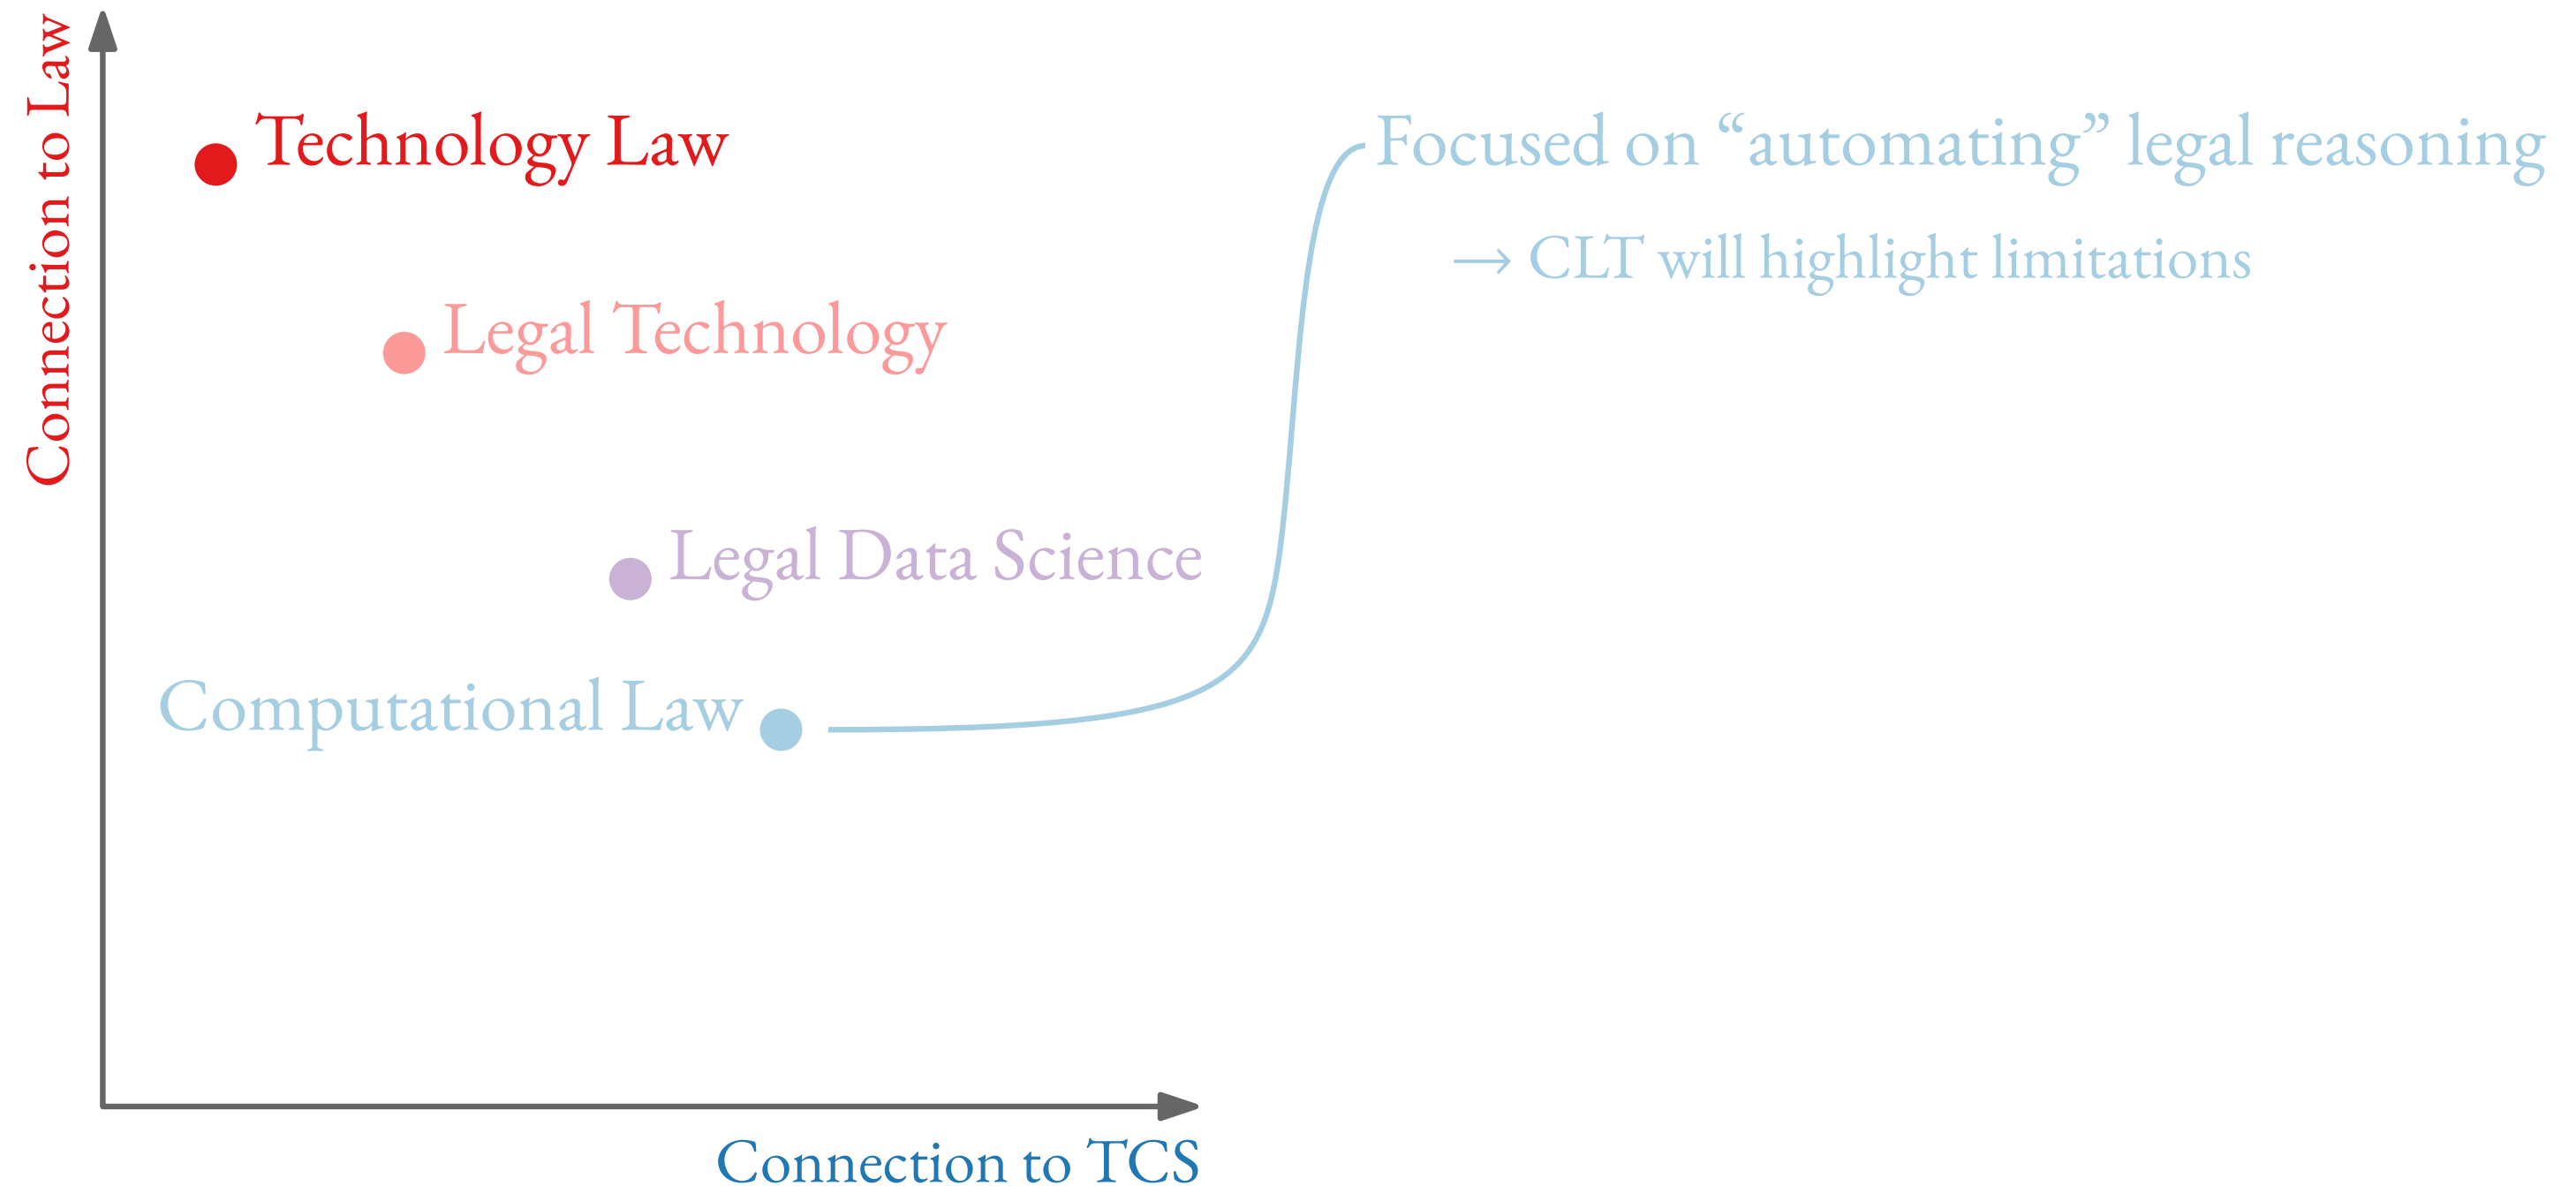 Connection to Law
Technology Law
Focused on “automating” legal reasoning
→ CLT will highlight limitations
Legal Technology
Legal Data Science
Computational Law
Connection to TCS